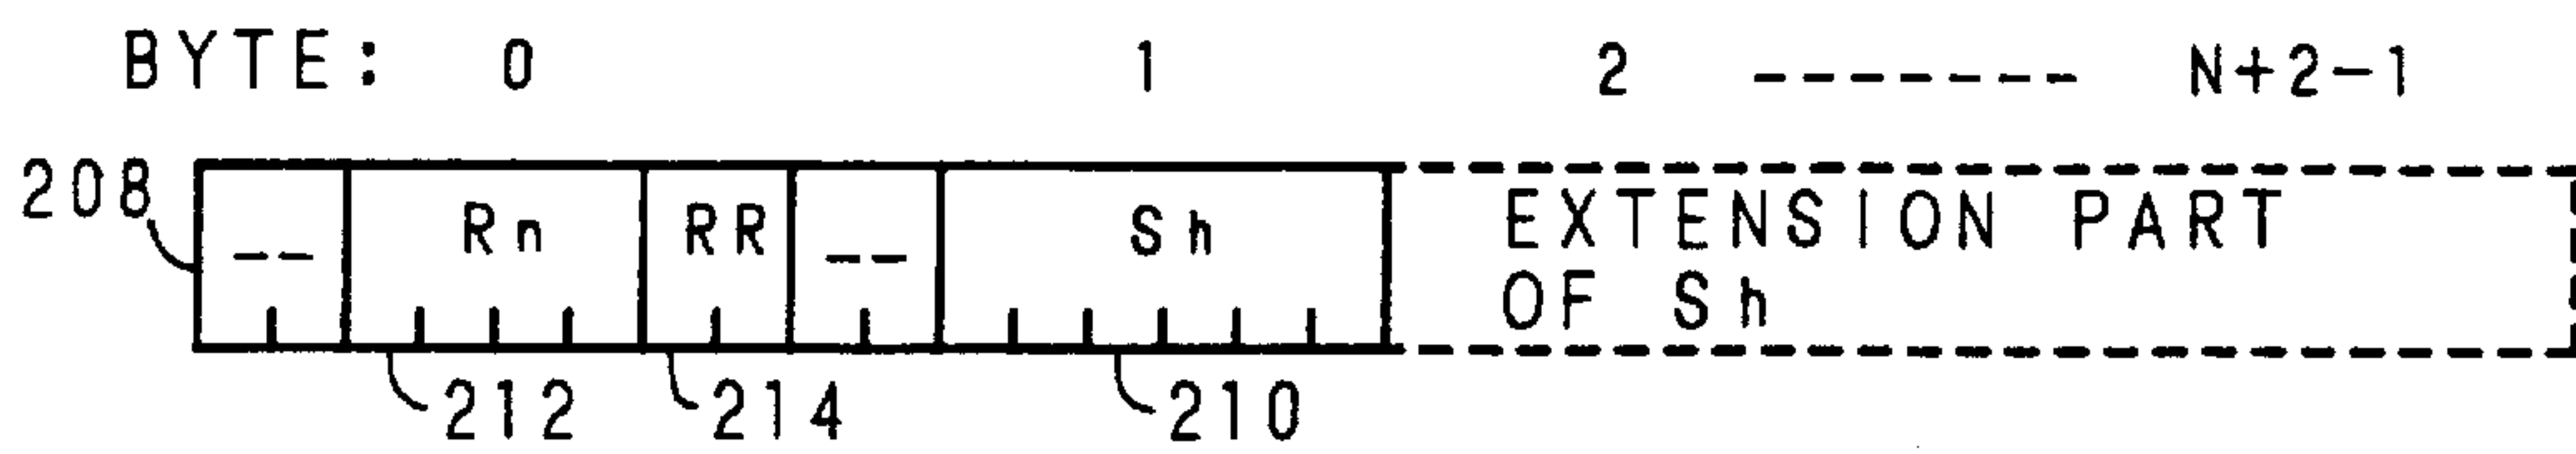 BYTE: 0 1 2 ------- N+2-1
208 -- Rn RR -- Sh EXTENSION PART
OF Sh
212 214 210